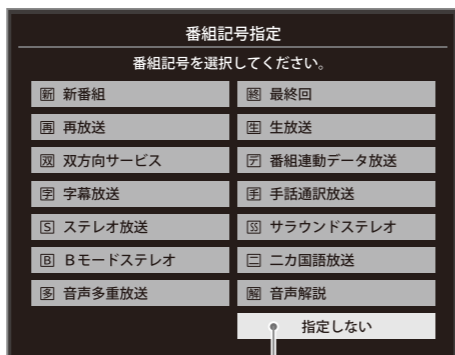 番組記号指定
番組記号を選択してください。
新 新番組
終 最終回
再 再放送
生 生放送
双 双方向サービス
デ 番組連動データ放送
字 字幕放送
手 手話通訳放送
S ステレオ放送
SS サラウンドステレオ
B Bモードステレオ
二 二カ国語放送
多 音声多重放送
解 音声解説
指定しない